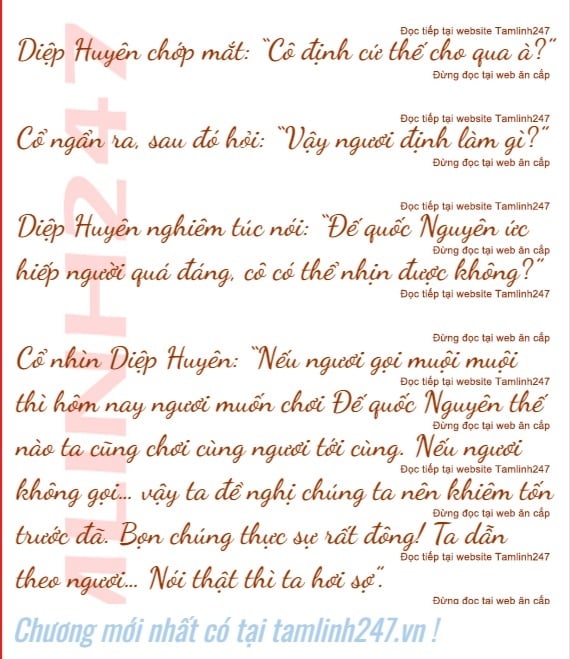 Đọc tiếp tại website Tamlinh247
Diệp Huyên chớp mắt: “Cô định cứ thế cho qua à?”
Đừng đọc tại web ăn cắp
Đọc tiếp tại website Tamlinh247
Cổ ngẩn ra, sau đó hỏi: “Vậy ngươi định làm gì?”
Đừng đọc tại web ăn cắp
Đọc tiếp tại website Tamlinh247
Diệp Huyên nghiêm túc nói: “Đế quốc Nguyên ức
Đừng đọc tại web ăn cắp
hiếp người quá đáng, cô có thể nhịn được không?”
Đọc tiếp tại website Tamlinh247
Đừng đọc tại web ăn cắp
Cổ nhìn Diệp Huyên: “Nếu ngươi gọi muội muội
Đọc tiếp tại website Tamlinh247
thì hôm nay ngươi muốn chơi Đế quốc Nguyên thế
Đừng đọc tại web ăn cắp
nào ta cũng chơi cùng ngươi tới cùng. Nếu ngươi
Đọc tiếp tại website Tamlinh247
không gọi... vậy ta đề nghị chúng ta nên khiêm tốn
Đừng đọc tại web ăn cắp
trước đã. Bọn chúng thực sự rất đông! Ta dẫn
Đọc tiếp tại website Tamlinh247
theo ngươi... Nói thật thì ta hơi sợ”.
Đừng đọc tại web ăn cắp
ALINH247
Chương mới nhất có tại tamlinh247.vn !